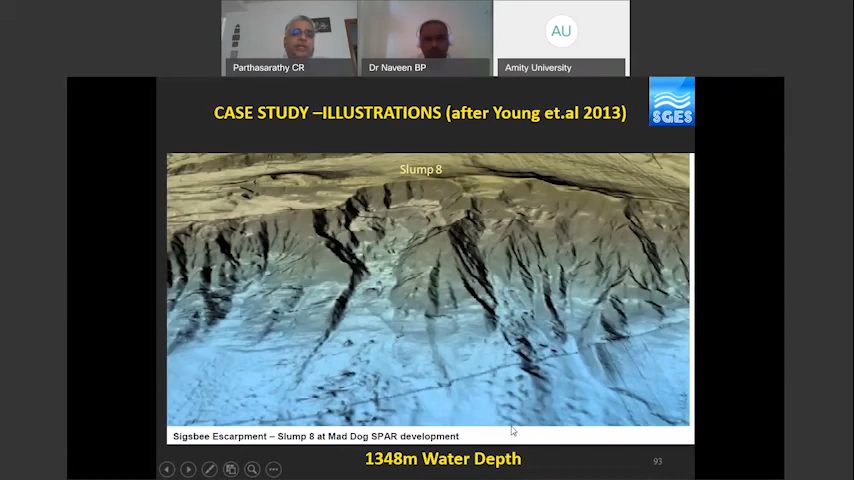 Parthasarathy CR
Dr Naveen BP
AU
Amity University
CASE STUDY –ILLUSTRATIONS (after Young et.al 2013)
SGES
Slump 8
Sigsbee Escarpment – Slump 8 at Mad Dog SPAR development
1348m Water Depth
93